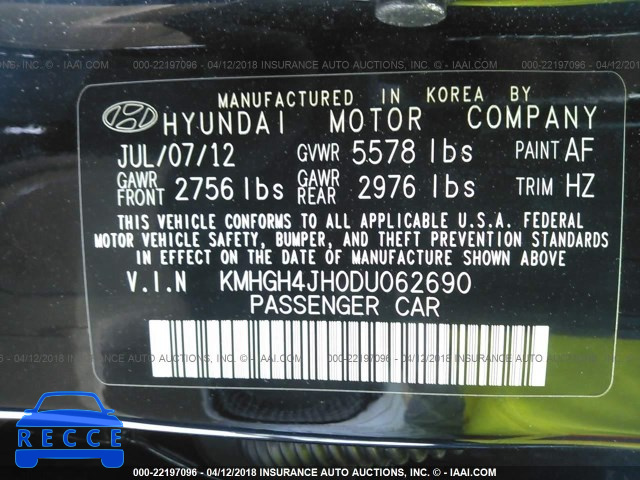 000-22197096 - 04/12/2018 INSURANCE AUTO AUCTIONS, INC. - © IAAI.COM
MANUFACTURED IN KOREA BY
HYUNDAI MOTOR COMPANY
JUL/07/12 GVWR 5578 lbs PAINT AF
GAWR FRONT 2756 lbs GAWR REAR 2976 lbs TRIM HZ
THIS VEHICLE CONFORMS TO ALL APPLICABLE U.S.A. FEDERAL
MOTOR VEHICLE SAFETY, BUMPER, AND THEFT PREVENTION STANDARDS
IN EFFECT ON THE DATE OF MANUFACTURE SHOWN ABOVE.
V.I.N KMHGH4JH0DU062690
PASSENGER CAR
000-22197096 - 04/12/2018 INSURANCE AUTO AUCTIONS, INC. - © IAAI.COM
RECCE
000-22197096 - 04/12/2018 INSURANCE AUTO AUCTIONS, INC. - © IAAI.COM